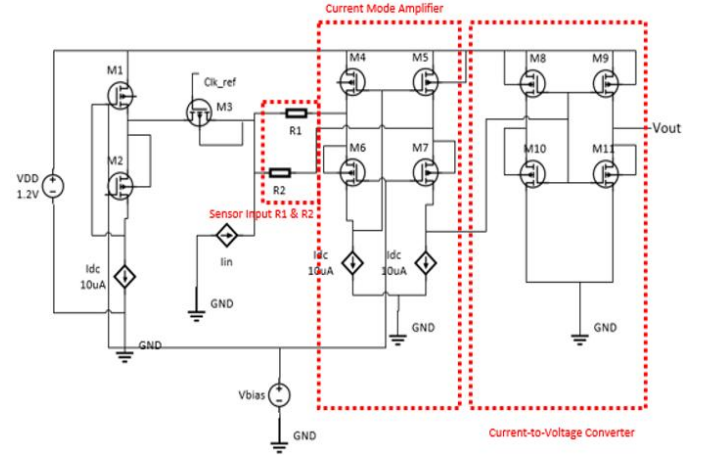 Current Mode Amplifier
M1
Clk_ref
M3
M4
M5
M8
M9
R1
Vout
M2
M6
M7
M10
M11
VDD
1.2V
R2
Sensor Input R1 & R2
Iin
Idc
10uA
Idc
10uA
Idc
10uA
GND
GND
GND
GND
Vbias
GND
Current-to-Voltage Converter